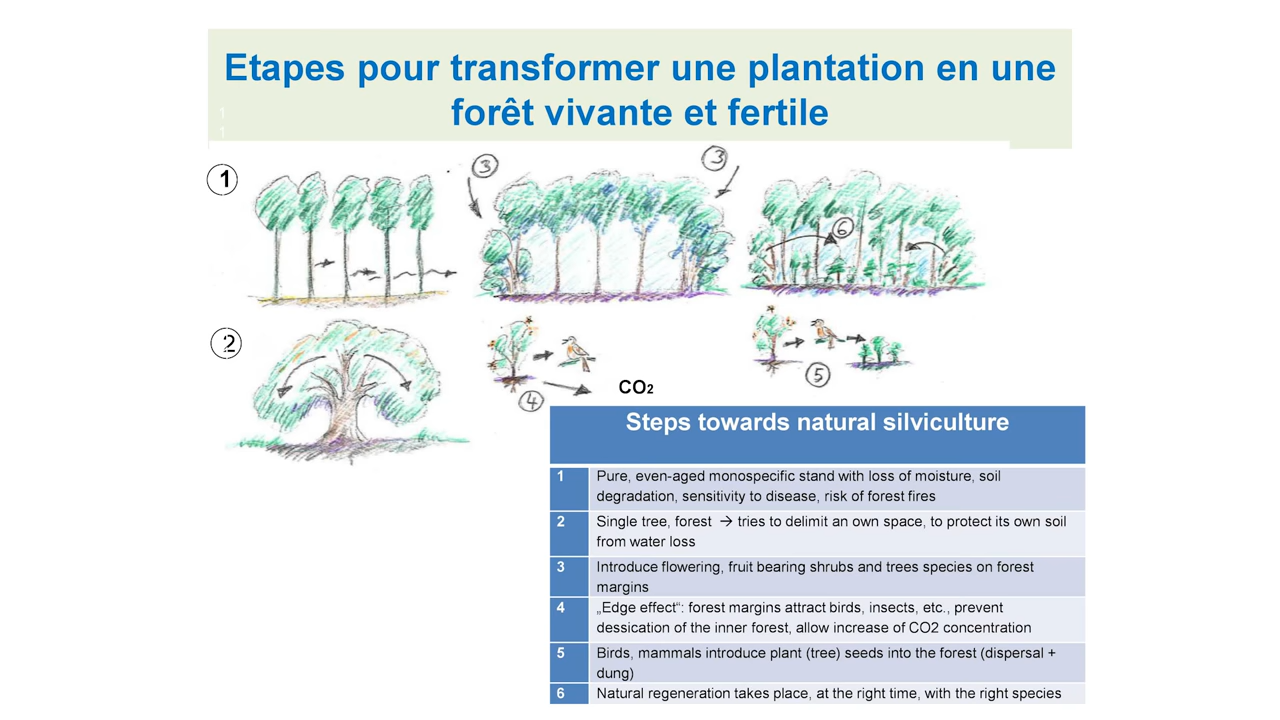 Etapes pour transformer une plantation en une
forêt vivante et fertile
1
1
1
3
3
6
2
4
5
CO₂
Steps towards natural silviculture
1 Pure, even-aged monospecific stand with loss of moisture, soil
degradation, sensitivity to disease, risk of forest fires
2 Single tree, forest → tries to delimit an own space, to protect its own soil
from water loss
3 Introduce flowering, fruit bearing shrubs and trees species on forest
margins
4 „Edge effect“: forest margins attract birds, insects, etc., prevent
dessication of the inner forest, allow increase of CO2 concentration
5 Birds, mammals introduce plant (tree) seeds into the forest (dispersal +
dung)
6 Natural regeneration takes place, at the right time, with the right species